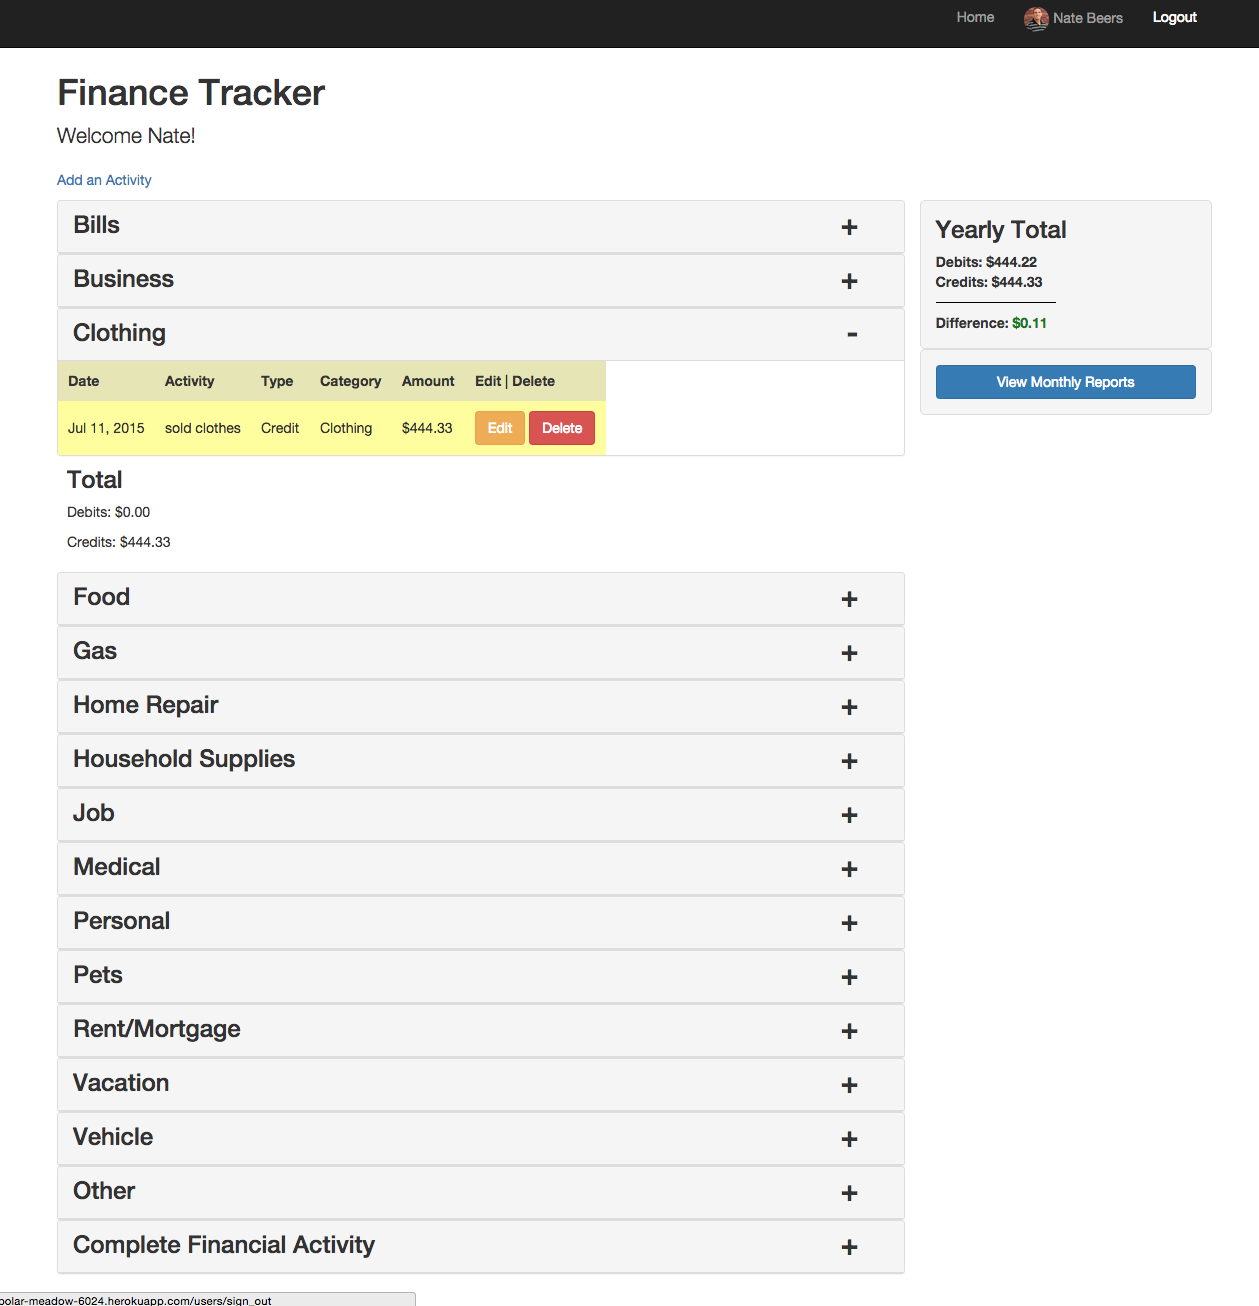 Home Nate Beers Logout
Finance Tracker
Welcome Nate!
Add an Activity
Bills +
Business +
Clothing -
Date Activity Type Category Amount Edit | Delete
Jul 11, 2015 sold clothes Credit Clothing $444.33 Edit Delete
Total
Debits: $0.00
Credits: $444.33
Food +
Gas +
Home Repair +
Household Supplies +
Job +
Medical +
Personal +
Pets +
Rent/Mortgage +
Vacation +
Vehicle +
Other +
Complete Financial Activity +
Yearly Total
Debits: $444.22
Credits: $444.33
Difference: $0.11
View Monthly Reports
polar-meadow-6024.herokuapp.com/users/sign_out